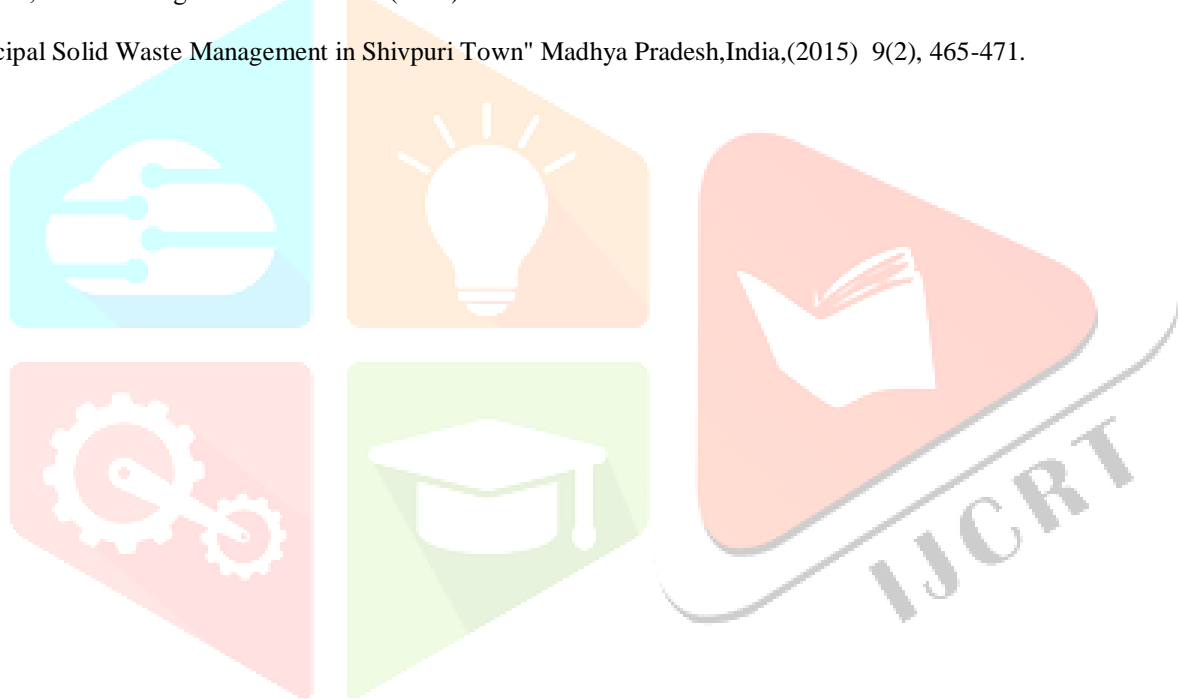 cipal Solid Waste Management in Shivpuri Town" Madhya Pradesh,India,(2015) 9(2), 465-471.
IJCRT